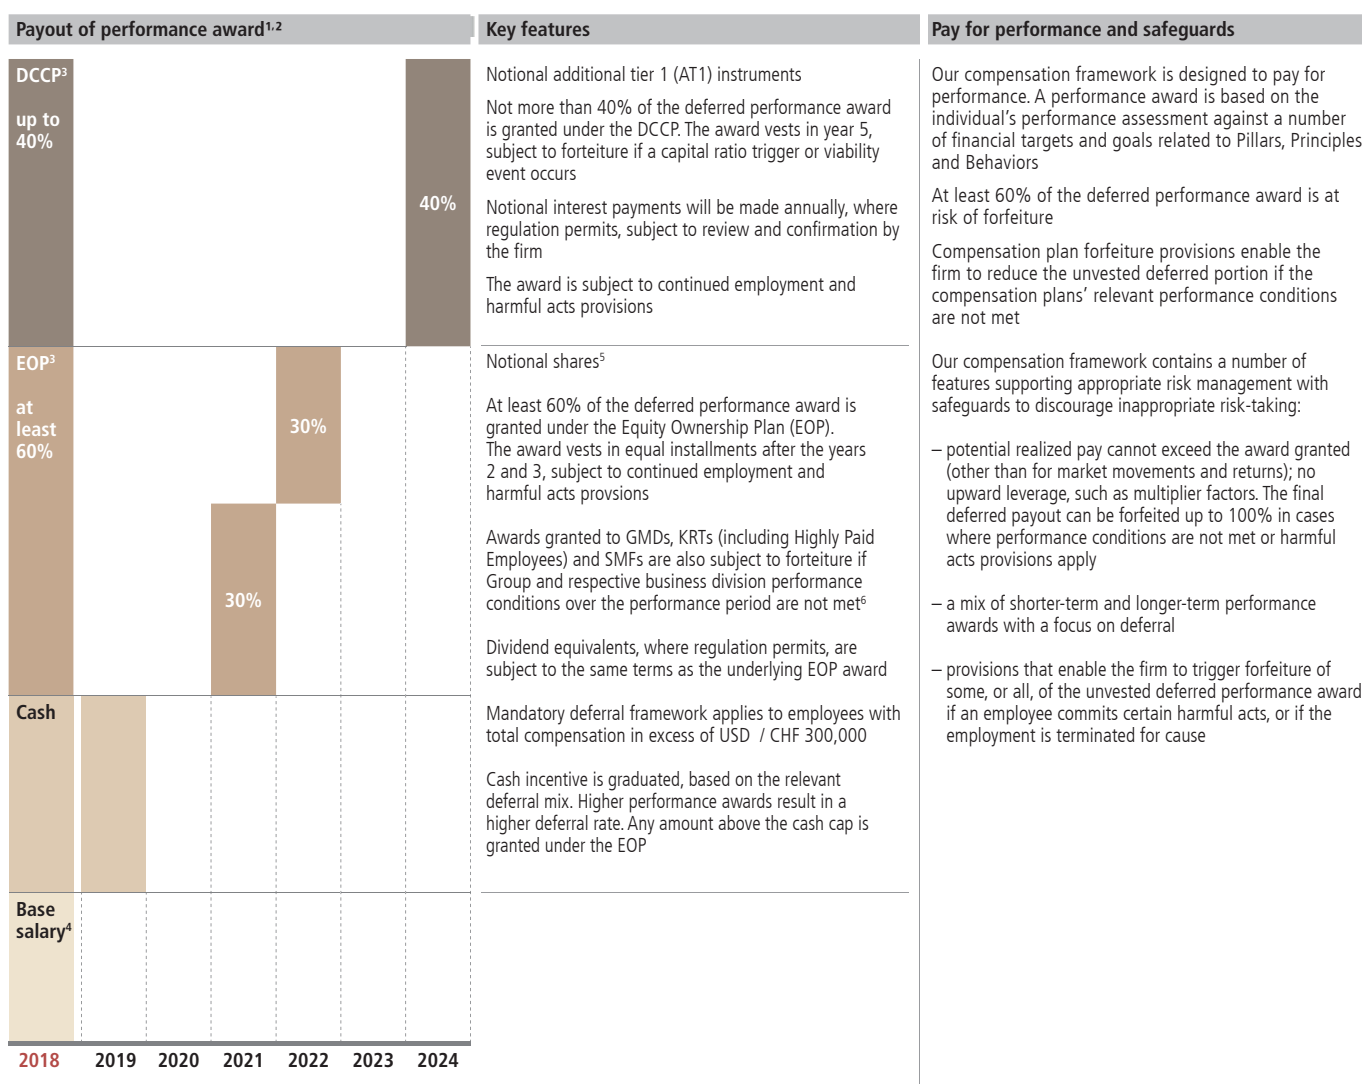 Payout of performance award1, 2
DCCP3
up to
40%
40%
EOP3
at
least
60%
30%
30%
Cash
Base
salary4
2018 2019 2020 2021 2022 2023 2024
Key features
Notional additional tier 1 (AT1) instruments
Not more than 40% of the deferred performance award
is granted under the DCCP. The award vests in year 5,
subject to forteiture if a capital ratio trigger or viability
event occurs
Notional interest payments will be made annually, where
regulation permits, subject to review and confirmation by
the firm
The award is subject to continued employment and
harmful acts provisions
Notional shares5
At least 60% of the deferred performance award is
granted under the Equity Ownership Plan (EOP).
The award vests in equal installments after the years
2 and 3, subject to continued employment and
harmful acts provsions
Awards granted to GMDs, KRTs (including Highly Paid
Employees) and SMFs are also subject to forteiture if
Group and respective business division performance
conditions over the performance period are not met6
Dividend equivalents, where regulation permits, are
subject to the same terms as the underlying EOP award
Mandatory deferral framework applies to employees with
total compensation in excess of USD / CHF 300,000
Cash incentive is graduated, based on the relevant
deferral mix. Higher performance awards result in a
higher deferral rate. Any amount above the cash cap is
granted under the EOP
Pay for performance and safeguards
Our compensation framework is designed to pay for
performance. A performance award is based on the
individual’s performance assessment against a number
of financial targets and goals related to Pillars, Principles
and Behaviors
At least 60% of the deferred performance award is at
risk of forfeiture
Compensation plan forfeiture provisions enable the
firm to reduce the unvested deferred portion if the
compensation plans’ relevant performance conditions
are not met
Our compensation framework contains a number of
features supporting appropriate risk management with
safeguards to discourage inappropriate risk-taking:
– potential realized pay cannot exceed the award granted
(other than for market movements and returns); no
upward leverage, such as multiplier factors. The final
deferred payout can be forfeited up to 100% in cases
where performance conditions are not met or harmful
acts provisions apply
– a mix of shorter-term and longer-term performance
awards with a focus on deferral
– provisions that enable the firm to trigger forfeiture of
some, or all, of the unvested deferred performance award
if an employee commits certain harmful acts, or if the
employment is terminated for cause